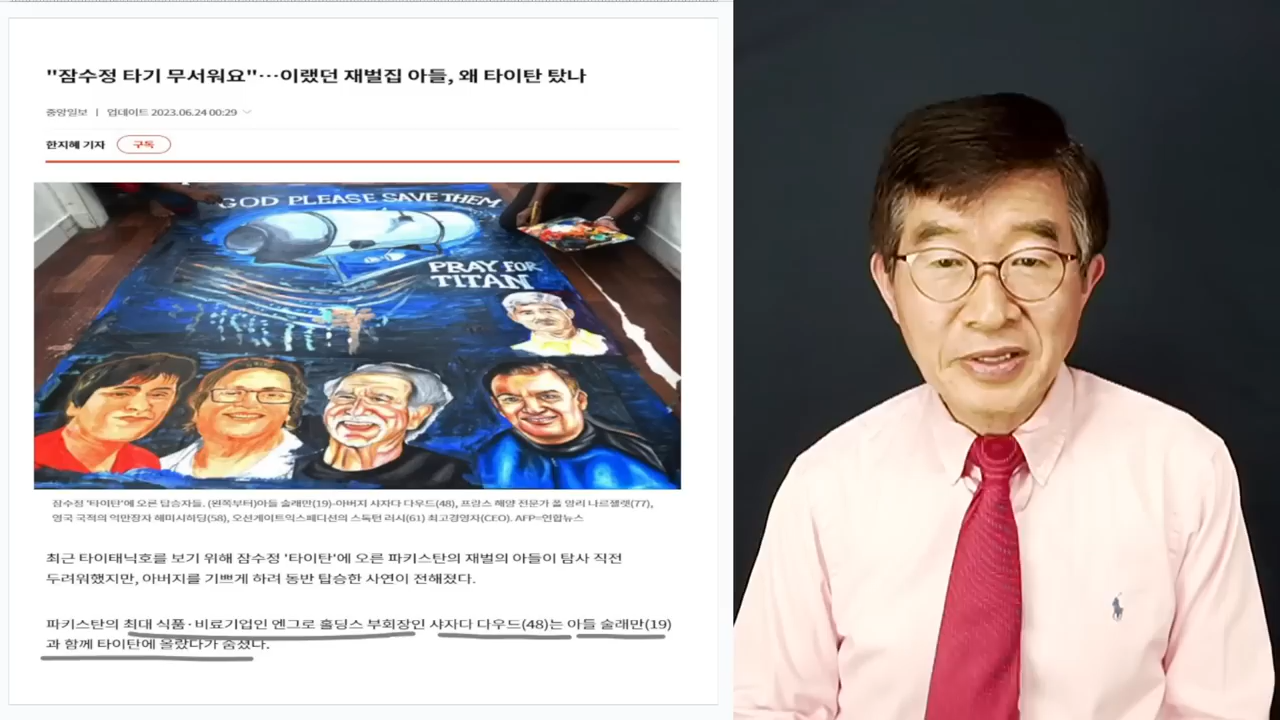 "잠수정 타기 무서워요"…이랬던 재벌집 아들, 왜 타이탄 탔나
중앙일보 | 업데이트 2023.06.24 00:29
한지혜 기자 구독
GOD PLEASE SAVE THEM
PRAY FOR
TITAN
잠수정 '타이탄'에 오른 탑승자들. (왼쪽부터)아들 술래만(19)-아버지 샤자다 다우드(48), 프랑스 해양 전문가 폴 앙리 나르젤렛(77),
영국 국적의 억만장자 해미시하딩(58), 오션게이트익스페디션의 스톡턴 러시(61) 최고경영자(CEO). AFP=연합뉴스
최근 타이태닉호를 보기 위해 잠수정 '타이탄'에 오른 파키스탄의 재벌의 아들이 탐사 직전
두려워했지만, 아버지를 기쁘게 하려 동반 탑승한 사연이 전해졌다.
파키스탄의 최대 식품·비료기업인 엔그로 홀딩스 부회장인 샤자다 다우드(48)는 아들 술래만(19)
과 함께 타이탄에 올랐다가 숨졌다.